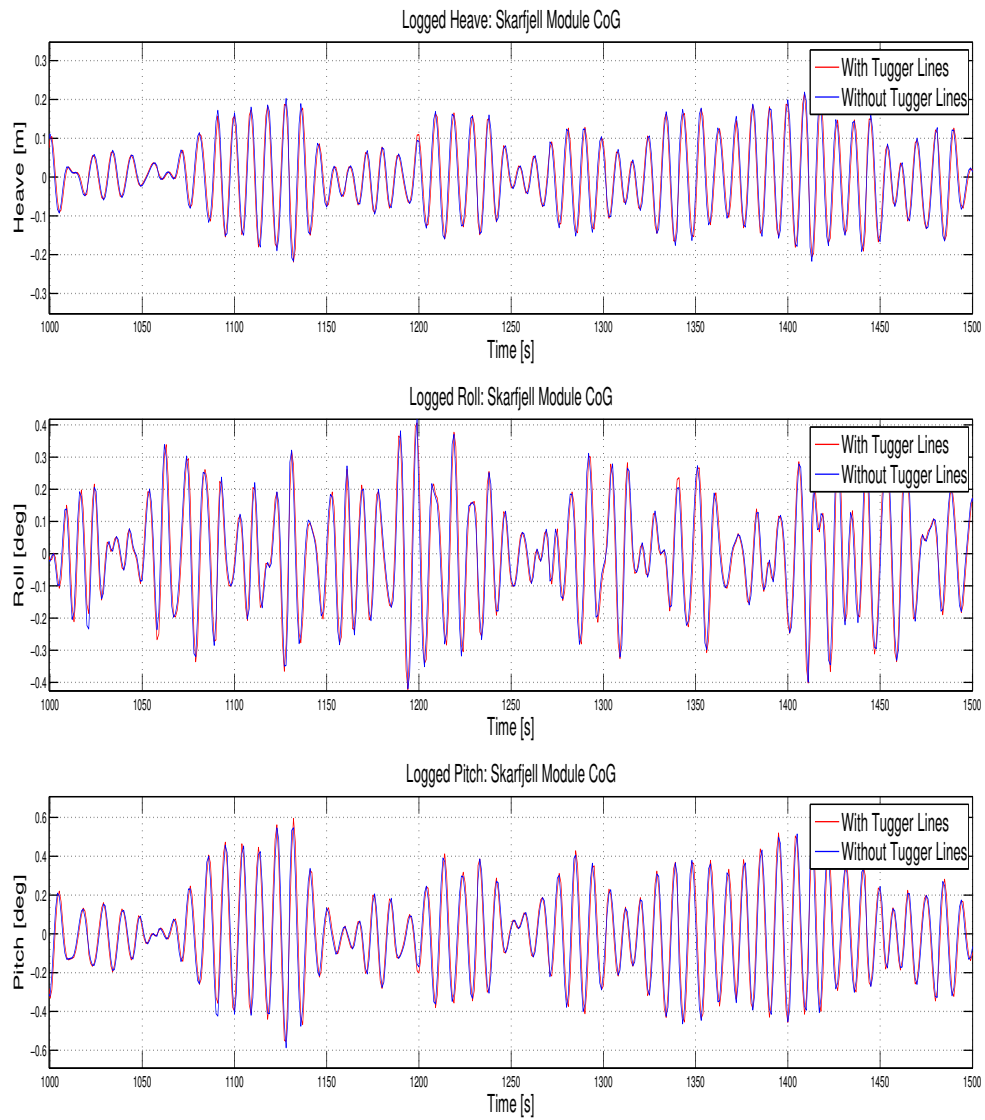 Logged Heave: Skarfjell Module CoG
Heave [m]
0.3
0.2
0.1
0
−0.1
−0.2
−0.3
With Tugger Lines
Without Tugger Lines
1000 1050 1100 1150 1200 1250 1300 1350 1400 1450 1500
Time [s]
Logged Roll: Skarfjell Module CoG
Roll [deg]
0.4
0.3
0.2
0.1
0
−0.1
−0.2
−0.3
−0.4
With Tugger Lines
Without Tugger Lines
1000 1050 1100 1150 1200 1250 1300 1350 1400 1450 1500
Time [s]
Logged Pitch: Skarfjell Module CoG
Pitch [deg]
0.6
0.4
0.2
0
−0.2
−0.4
−0.6
With Tugger Lines
Without Tugger Lines
1000 1050 1100 1150 1200 1250 1300 1350 1400 1450 1500
Time [s]